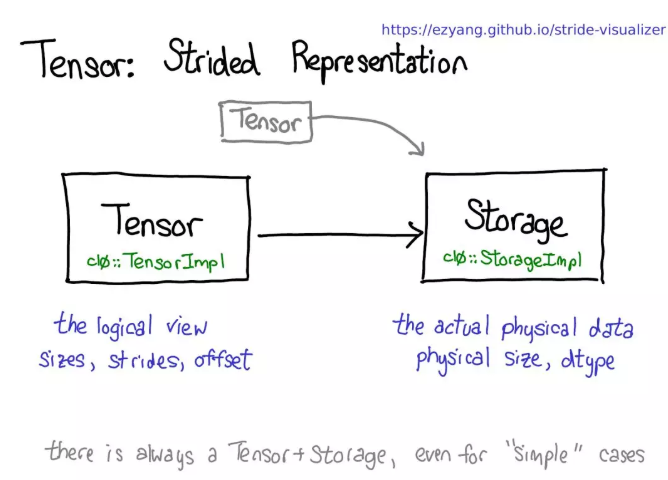 https://ezyang.github.io/stride-visualizer
Tensor: Strided Representation
Tensor
Tensor
c10::TensorImpl
Storage
c10::StorageImpl
the logical view
sizes, strides, offset
the actual physical data
physical size, dtype
there is always a Tensor+Storage, even for "simple" cases